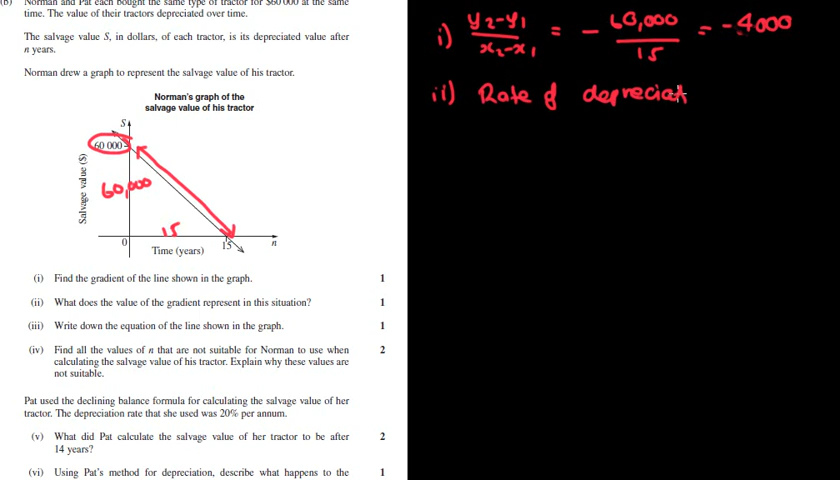 (b) Norman and Pat each bought the same type of tractor for $60 000 at the same
time. The value of their tractors depreciated over time.
The salvage value S, in dollars, of each tractor, is its depreciated value after
n years.
Norman drew a graph to represent the salvage value of his tractor.
Norman's graph of the
salvage value of his tractor
S
60 000
60,000
Salvage value ($)
15
0
15
n
Time (years)
(i) Find the gradient of the line shown in the graph. 1
(ii) What does the value of the gradient represent in this situation? 1
(iii) Write down the equation of the line shown in the graph. 1
(iv) Find all the values of n that are not suitable for Norman to use when 2
calculating the salvage value of his tractor. Explain why these values are
not suitable.
Pat used the declining balance formula for calculating the salvage value of her
tractor. The depreciation rate that she used was 20% per annum.
(v) What did Pat calculate the salvage value of her tractor to be after 2
14 years?
(vi) Using Pat's method for depreciation, describe what happens to the 1
i) y₂-y₁ / x₂-x₁ = - 60,000 / 15 = -4000
ii) Rate of depreciat